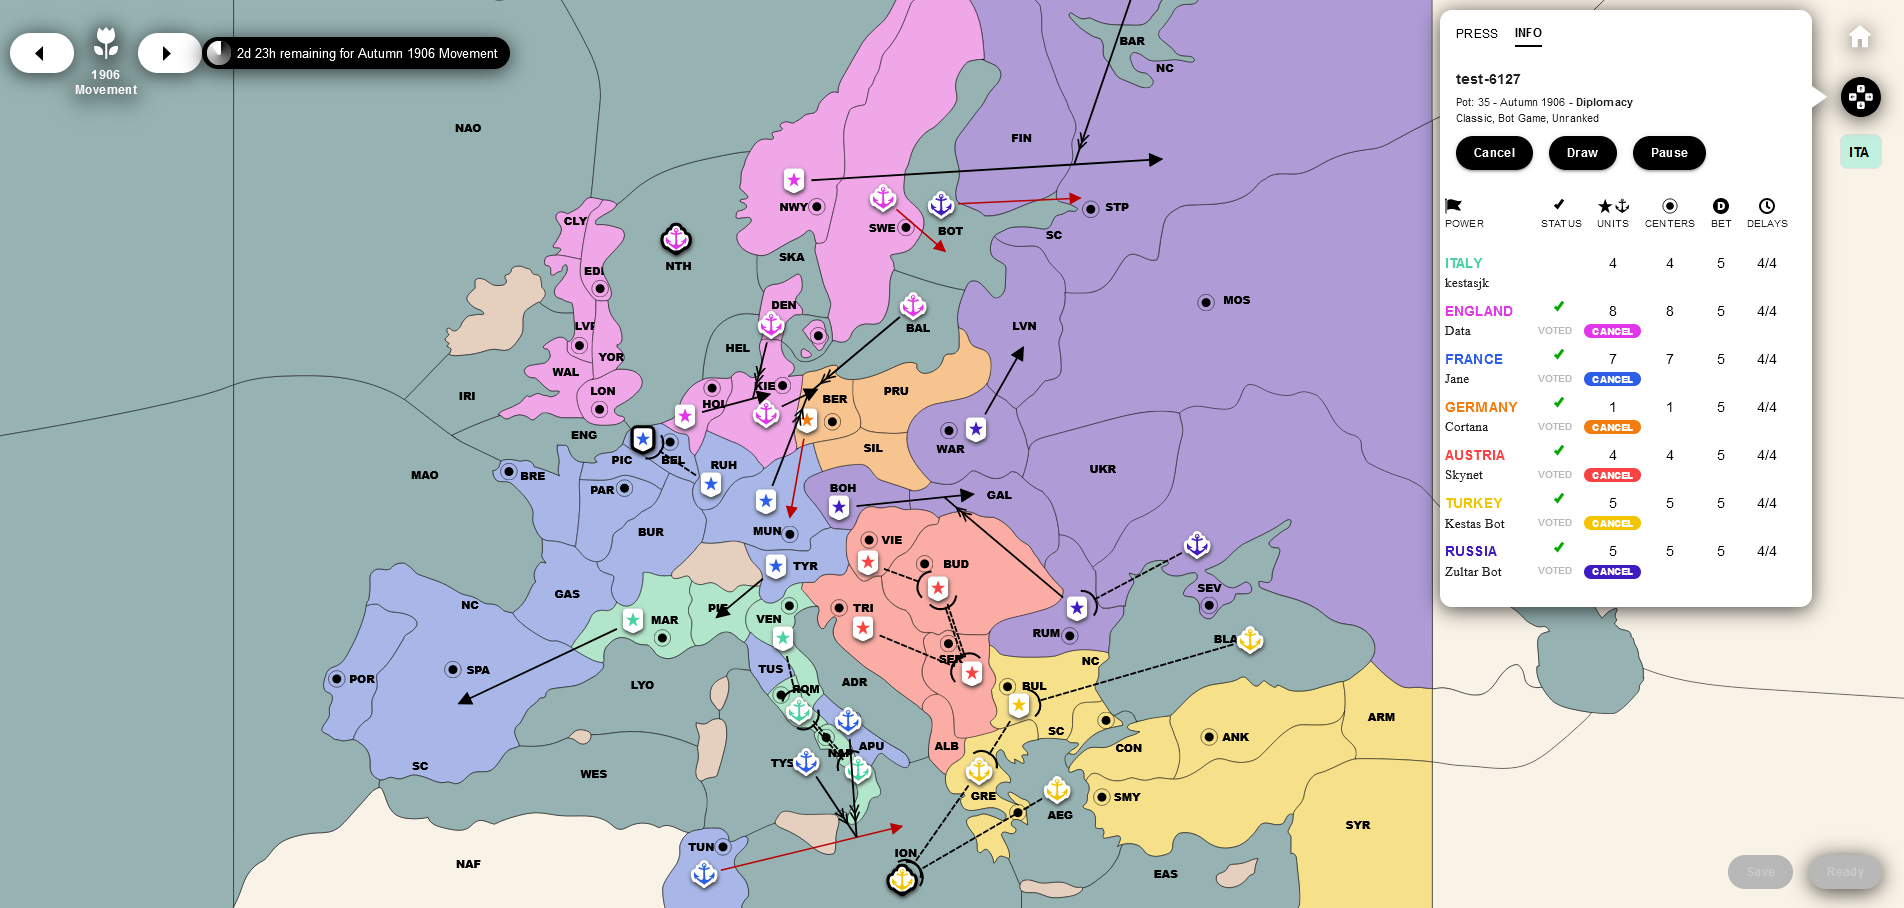 1906
Movement
2d 23h remaining for Autumn 1906 Movement
PRESS INFO
test-6127
Pot: 35 - Autumn 1906 - Diplomacy
Classic, Bot Game, Unranked
Cancel Draw Pause
POWER STATUS UNITS CENTERS BET DELAYS
ITALY 4 4 5 4/4
kestasjk
ENGLAND 8 8 5 4/4
Data VOTED CANCEL
FRANCE 7 7 5 4/4
Jane VOTED CANCEL
GERMANY 1 1 5 4/4
Cortana VOTED CANCEL
AUSTRIA 4 4 5 4/4
Skynet VOTED CANCEL
TURKEY 5 5 5 4/4
Kestas Bot VOTED CANCEL
RUSSIA 5 5 5 4/4
Zultar Bot VOTED CANCEL
ITA
Save Ready
BAR
NC
NAO
FIN
NWY
STP
CLY
SWE
BOT
SC
SKA
NTH
EDI
MOS
DEN
LVP
BAL
LVN
HEL
YOR
WAL
KIE
PRU
LON
IRI
HOL
BER
ENG
SIL
WAR
PIC
BEL
RUH
UKR
MAO
BRE
PAR
BOH
GAL
BUR
MUN
VIE
TYR
BUD
GAS
SEV
NC
PIE
TRI
MAR
VEN
RUM
BLA
SER
NC
SPA
TUS
POR
LYO
ROM
ADR
BUL
ARM
SC
CON
ANK
NAP
APU
ALB
SC
WES
TYS
GRE
SMY
AEG
SYR
TUN
ION
NAF
EAS